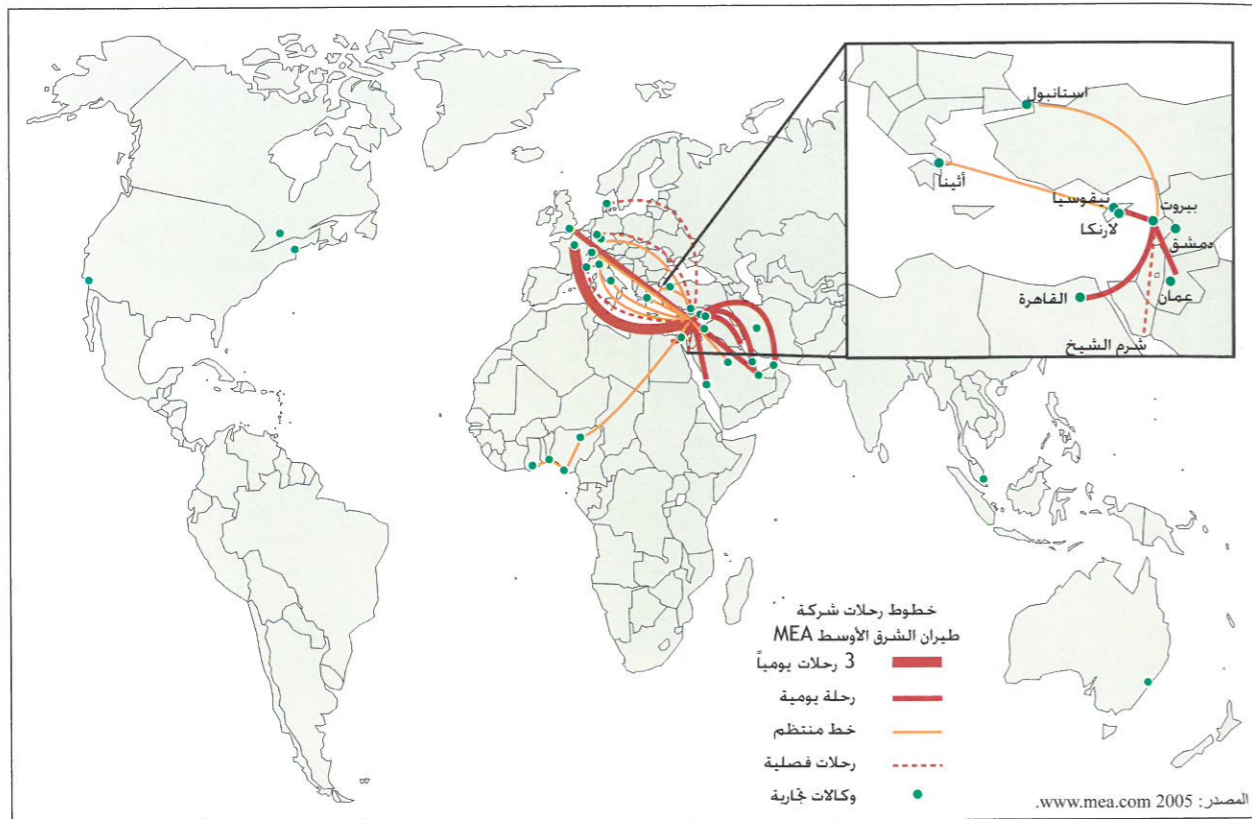 استانبول
أثينا
نيقوسيا
بيروت
لارنكا
دمشق
عمان
القاهرة
شرم الشيخ
خطوط رحلات شركة
طيران الشرق الأوسط MEA
3 رحلات يومياً
رحلة يومية
خط منتظم
رحلات فصلية
وكالات تجارية
المصدر: www.mea.com 2005.